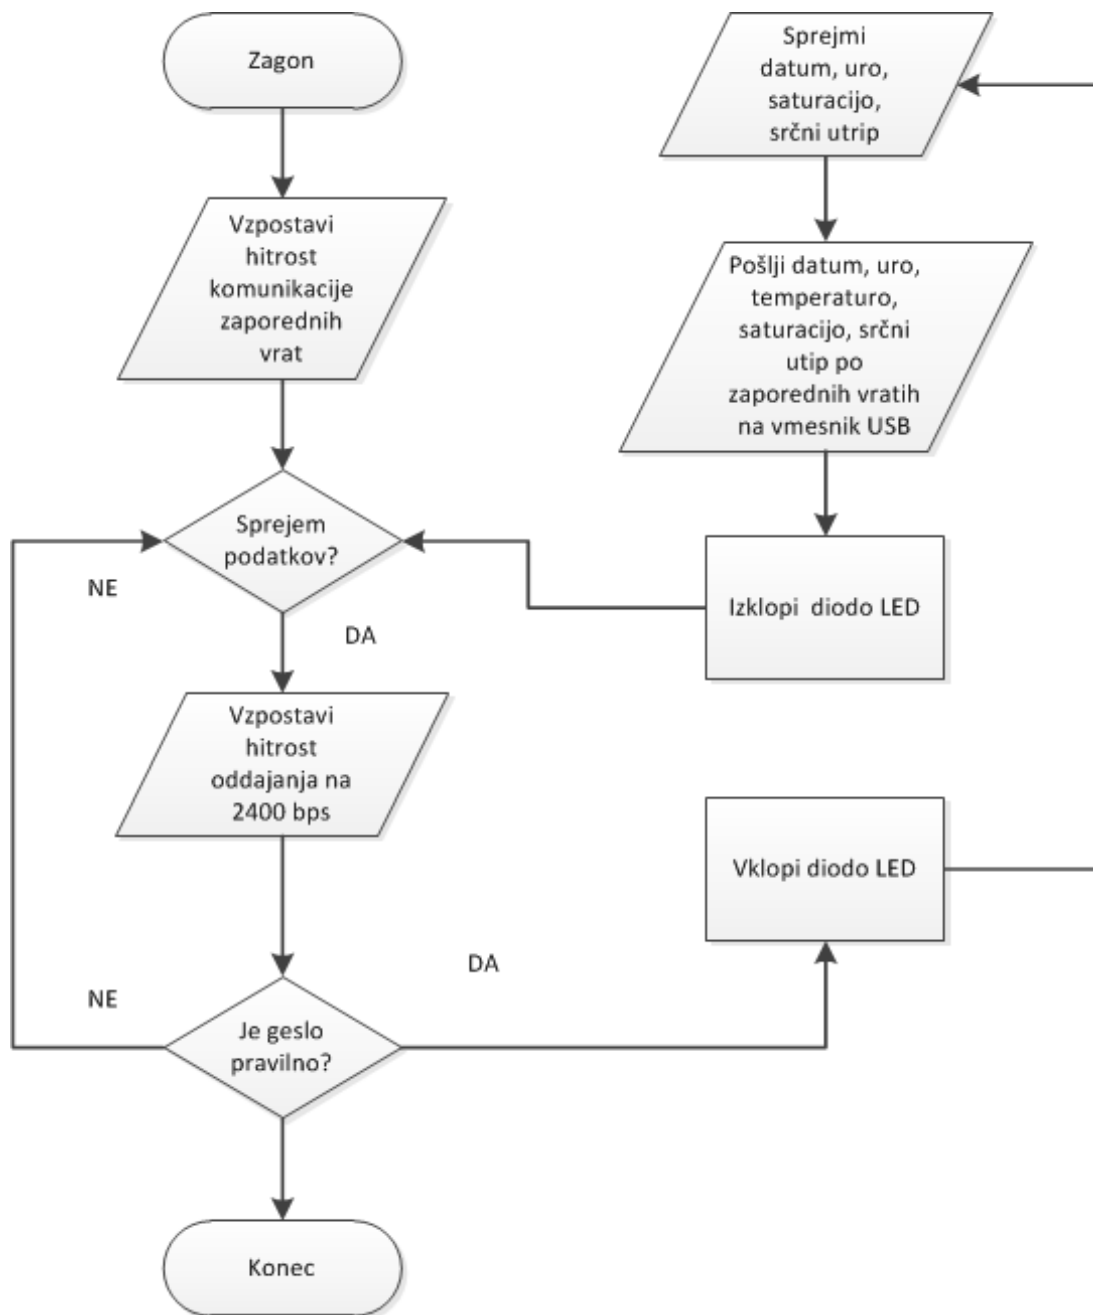 Zagon
Vzpostavi
hitrost
komunikacije
zaporednih
vrat
Sprejem
podatkov?
NE
DA
Vzpostavi
hitrost
oddajanja na
2400 bps
NE
DA
Je geslo
pravilno?
Konec
Vklopi diodo LED
Sprejmi
datum, uro,
saturacijo,
srčni utrip
Pošlji datum, uro,
temperaturo,
saturacijo, srčni
utip po
zaporednih vratih
na vmesnik USB
Izklopi diodo LED